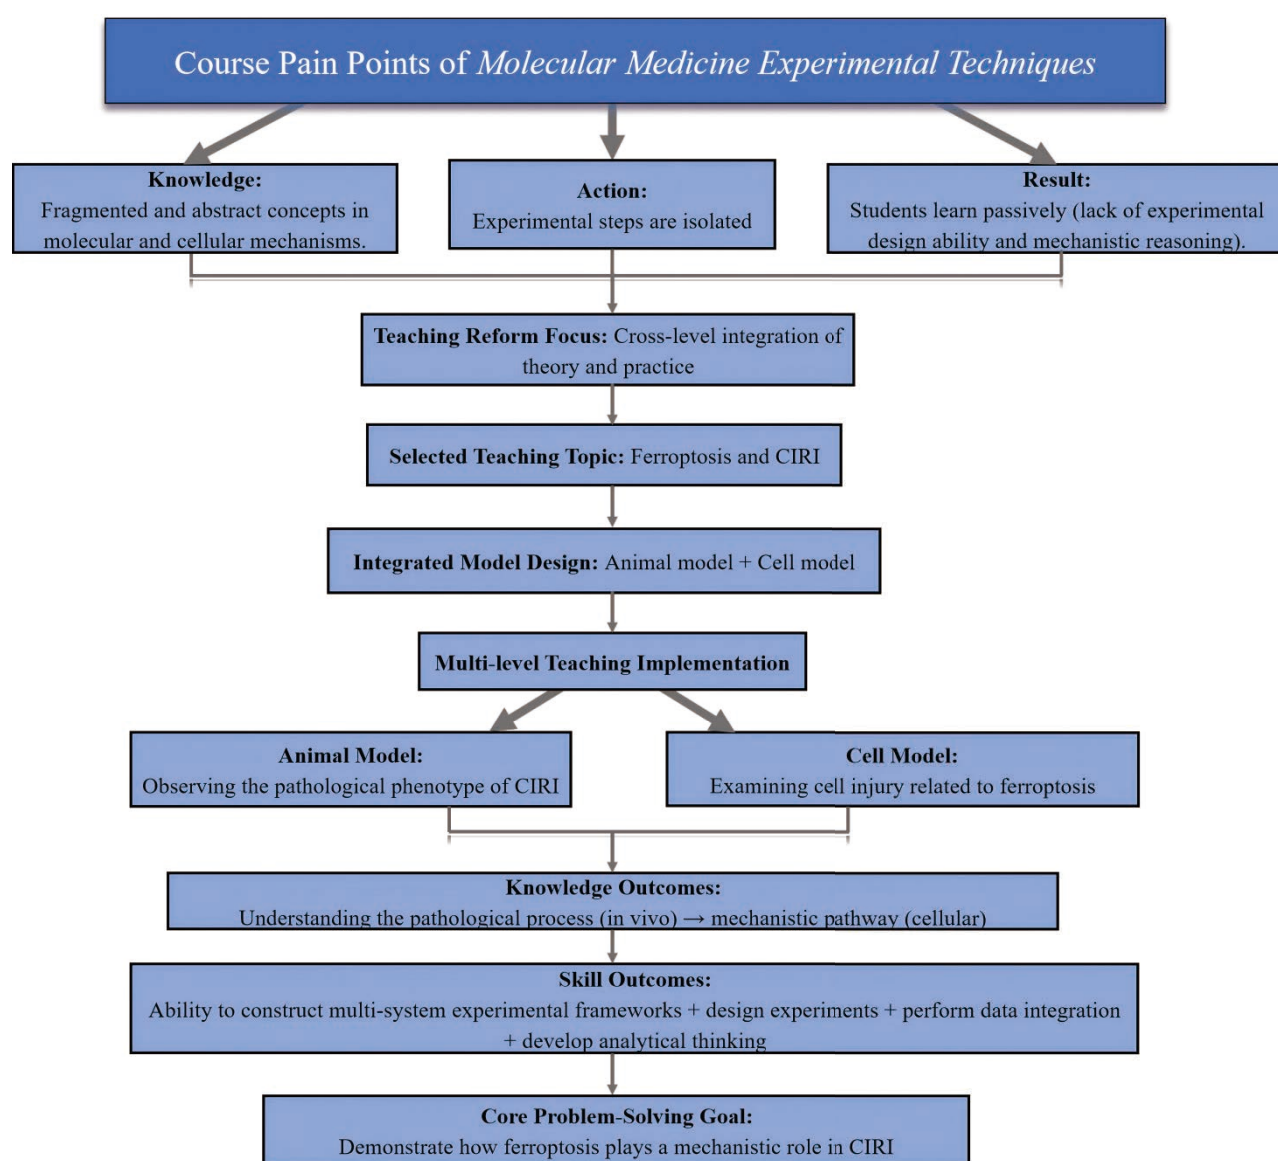 Course Pain Points of Molecular Medicine Experimental Techniques
Knowledge:
Fragmented and abstract concepts in
molecular and cellular mechanisms.
Action:
Experimental steps are isolated
Result:
Students learn passively (lack of experimental
design ability and mechanistic reasoning).
Teaching Reform Focus: Cross-level integration of
theory and practice
Selected Teaching Topic: Ferroptosis and CIRI
Integrated Model Design: Animal model + Cell model
Multi-level Teaching Implementation
Animal Model:
Observing the pathological phenotype of CIRI
Cell Model:
Examining cell injury related to ferroptosis
Knowledge Outcomes:
Understanding the pathological process (in vivo) → mechanistic pathway (cellular)
Skill Outcomes:
Ability to construct multi-system experimental frameworks + design experiments + perform data integration
+ develop analytical thinking
Core Problem-Solving Goal:
Demonstrate how ferroptosis plays a mechanistic role in CIRI